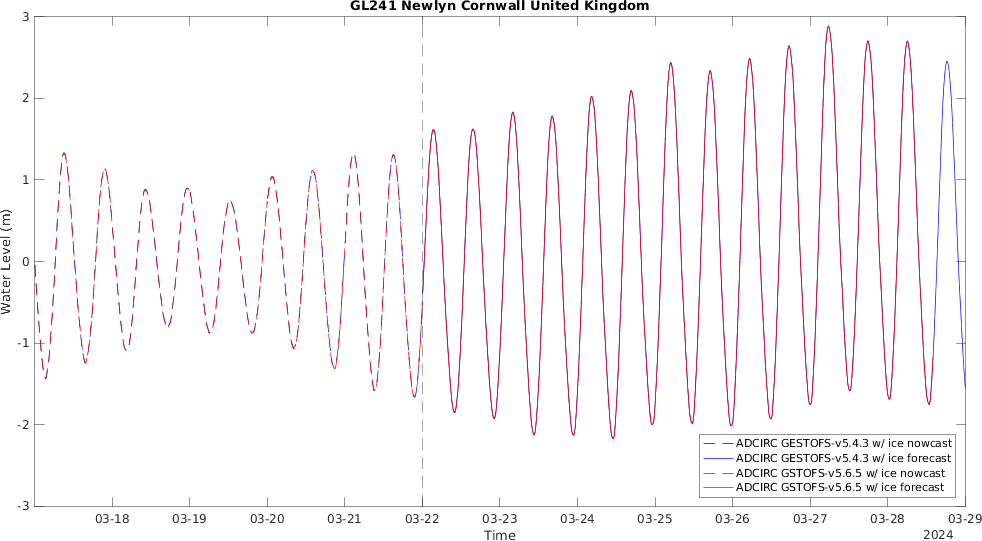 GL241 Newlyn Cornwall United Kingdom
3
2
1
0
-1
-2
-3
Water Level (m)
ADCIRC GESTOFS-v5.4.3 w/ ice nowcast
ADCIRC GESTOFS-v5.4.3 w/ ice forecast
ADCIRC GSTOFS-v5.6.5 w/ ice nowcast
ADCIRC GSTOFS-v5.6.5 w/ ice forecast
03-18 03-19 03-20 03-21 03-22 03-23 03-24 03-25 03-26 03-27 03-28 03-29
Time 2024